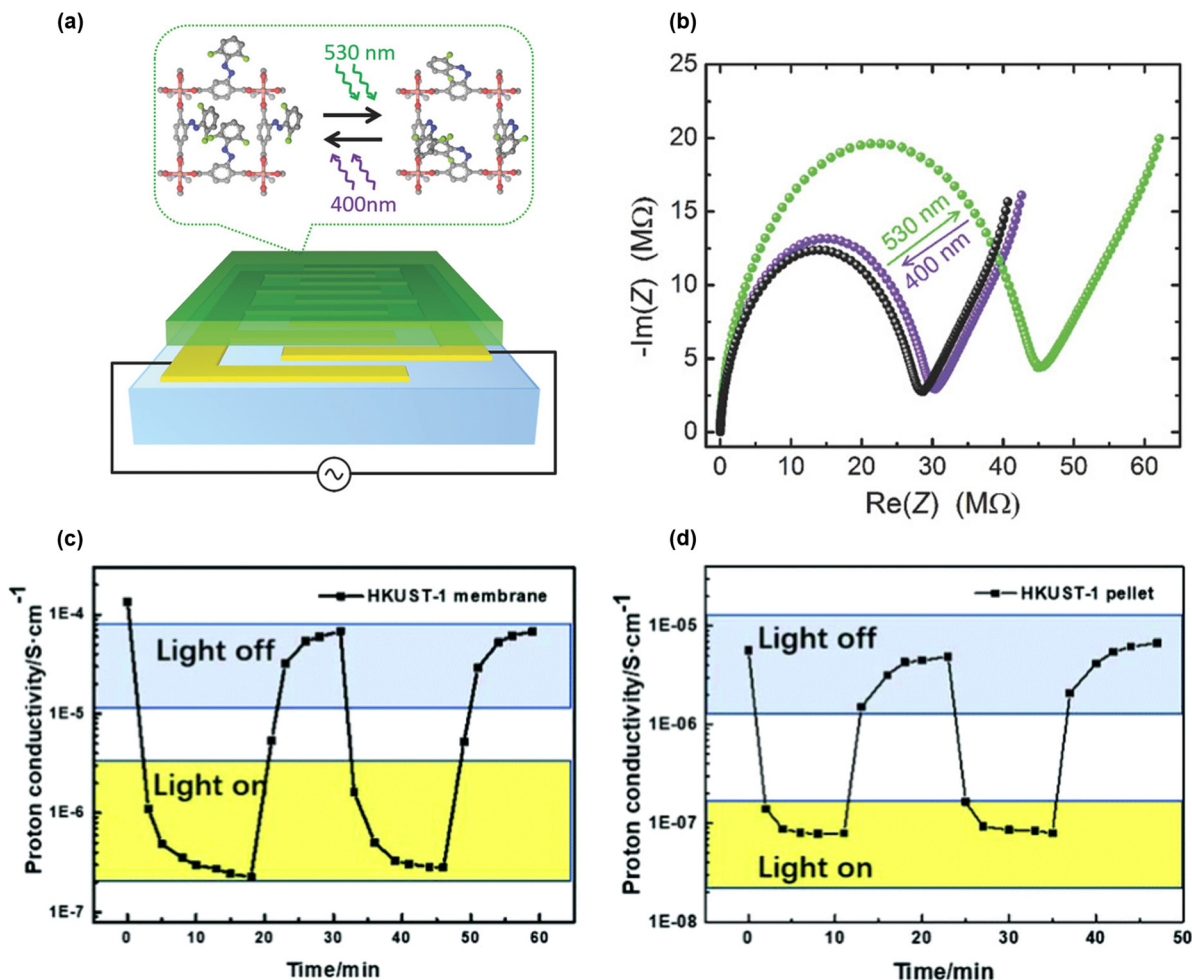 (a)
530 nm
400nm
(b)
25
20
15
10
5
0
-Im(Z) (MΩ)
530 nm
400 nm
0 10 20 30 40 50 60
Re(Z) (MΩ)
(c)
1E-4
1E-5
1E-6
1E-7
Proton conductivity/S·cm⁻¹
HKUST-1 membrane
Light off
Light on
0 10 20 30 40 50 60
Time/min
(d)
1E-05
1E-06
1E-07
1E-08
Proton conductivity/S·cm⁻¹
HKUST-1 pellet
Light off
Light on
0 10 20 30 40 50
Time/min